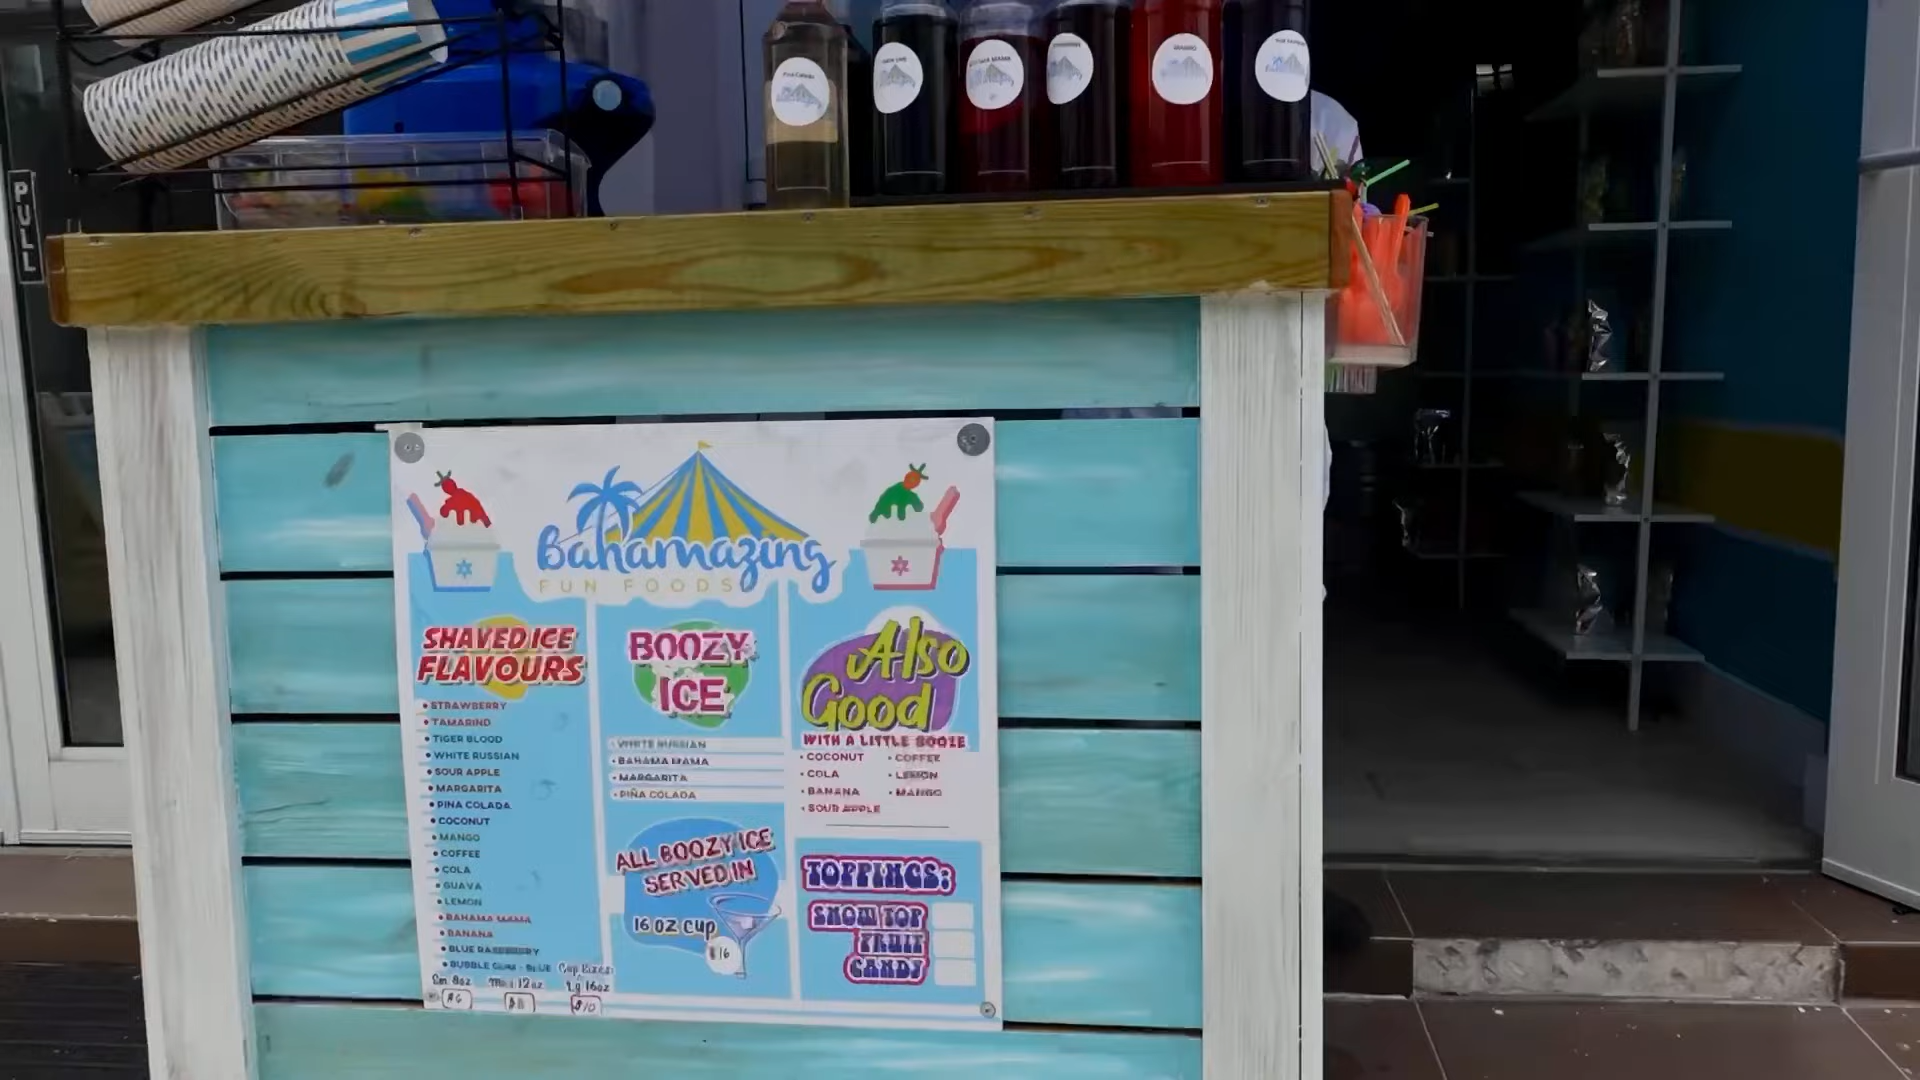 PULL
Bahamazing
FUN FOODS
SHAVED ICE
FLAVOURS
• STRAWBERRY
• TAMARIND
• TIGER BLOOD
• WHITE RUSSIAN
• SOUR APPLE
• MARGARITA
• PINA COLADA
• COCONUT
• MANGO
• COFFEE
• COLA
• GUAVA
• LEMON
• BAHAMA MAMA
• BANANA
• BLUE RASPBERRY
• BUBBLE GUM - BLUE
Cup Sizes:
Sm 8oz
Med 12oz
Lg 16oz
$6
$8
$10
BOOZY
ICE
• WHITE RUSSIAN
• BAHAMA MAMA
• MARGARITA
• PIÑA COLADA
ALL BOOZY ICE
SERVED IN
16 OZ CUP
$16
Also
Good
WITH A LITTLE BOOZE
• COCONUT
• COLA
• BANANA
• SOUR APPLE
• COFFEE
• LEMON
• MANGO
TOPPINGS:
SNOW TOP
FRUIT
CANDY